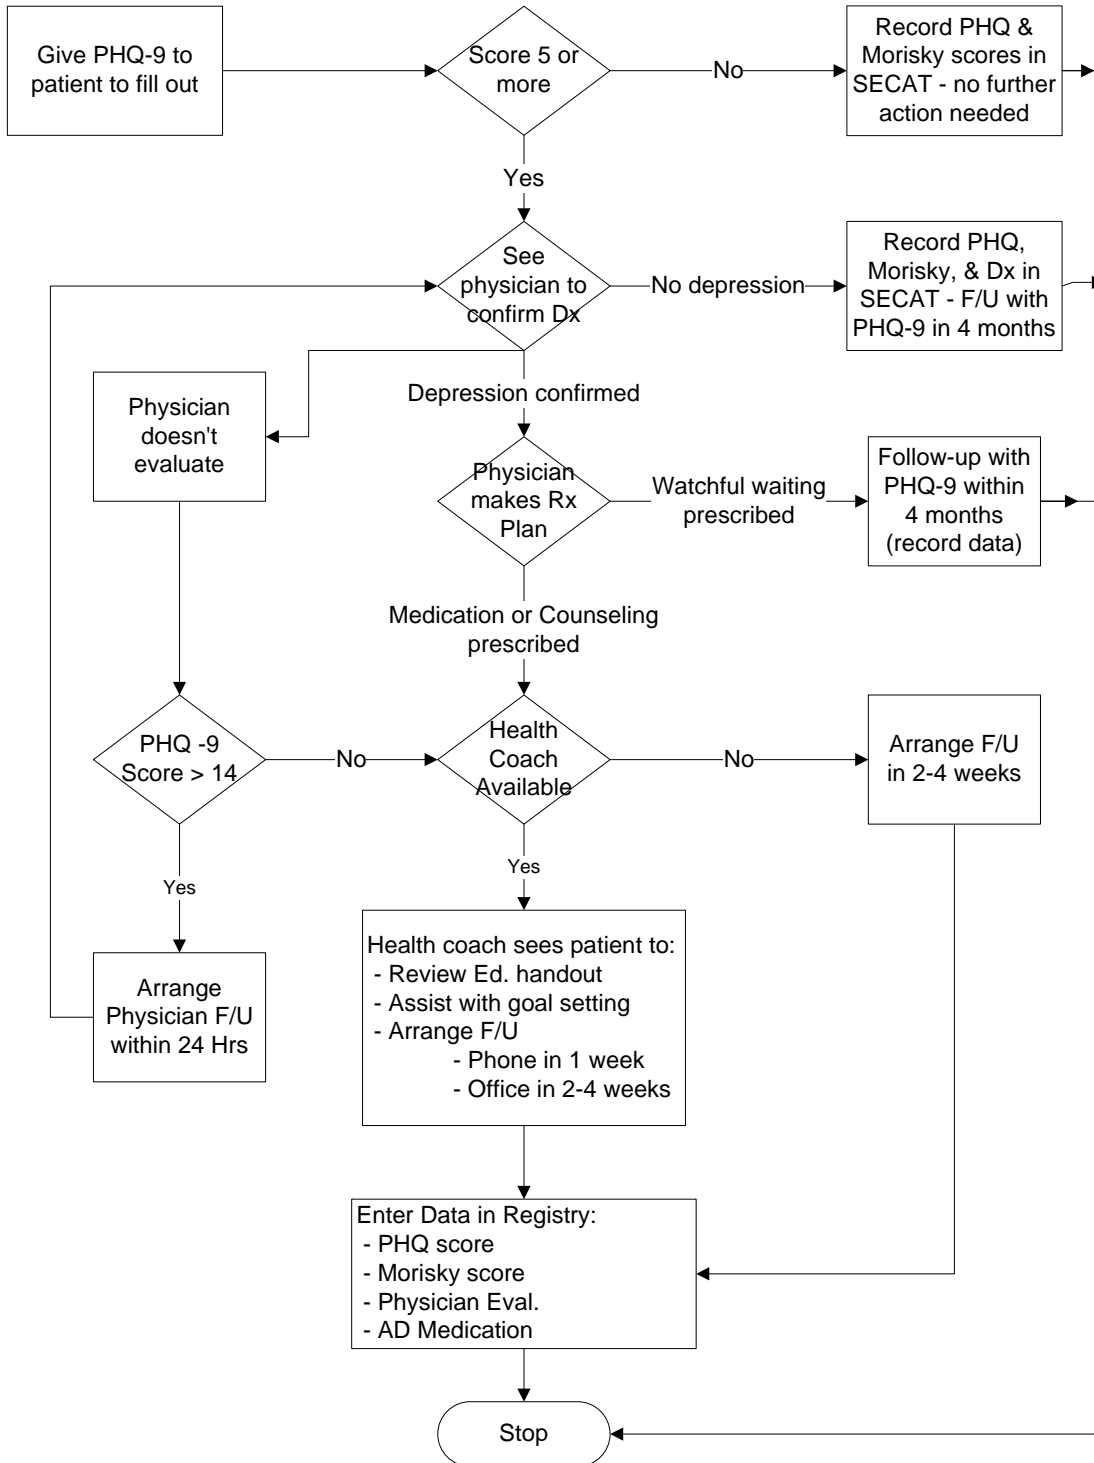 Give PHQ-9 to
patient to fill out
Score 5 or
more
No
Record PHQ &
Morisky scores in
SECAT - no further
action needed
Yes
See
physician to
confirm Dx
No depression
Record PHQ,
Morisky, & Dx in
SECAT - F/U with
PHQ-9 in 4 months
Physician
doesn't
evaluate
Depression confirmed
Physician
makes Rx
Plan
Watchful waiting
prescribed
Follow-up with
PHQ-9 within
4 months
(record data)
Medication or Counseling
prescribed
PHQ -9
Score > 14
No
Health
Coach
Available
No
Arrange F/U
in 2-4 weeks
Yes
Yes
Arrange
Physician F/U
within 24 Hrs
Health coach sees patient to:
- Review Ed. handout
- Assist with goal setting
- Arrange F/U
- Phone in 1 week
- Office in 2-4 weeks
Enter Data in Registry:
- PHQ score
- Morisky score
- Physician Eval.
- AD Medication
Stop